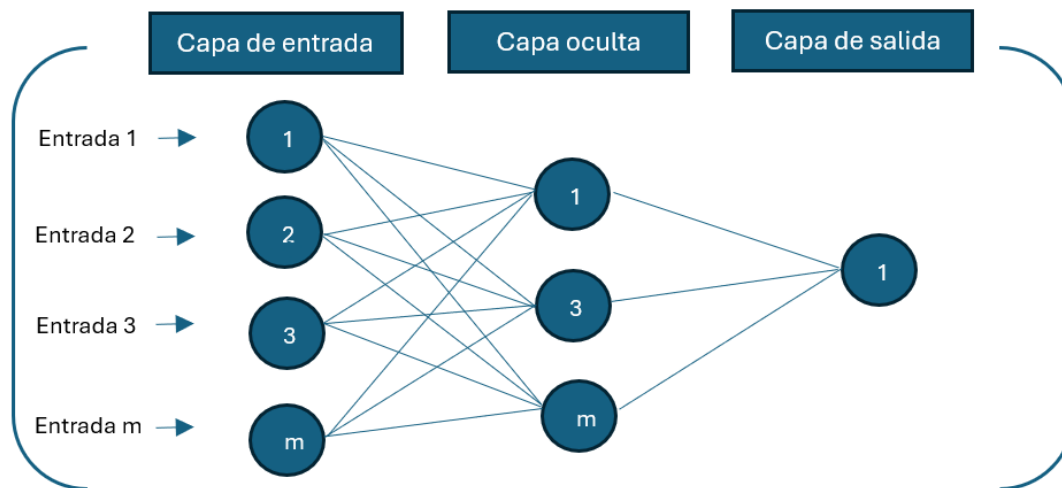 Capa de entrada
Capa oculta
Capa de salida
Entrada 1
1
Entrada 2
2
Entrada 3
3
Entrada m
m
1
3
m
1